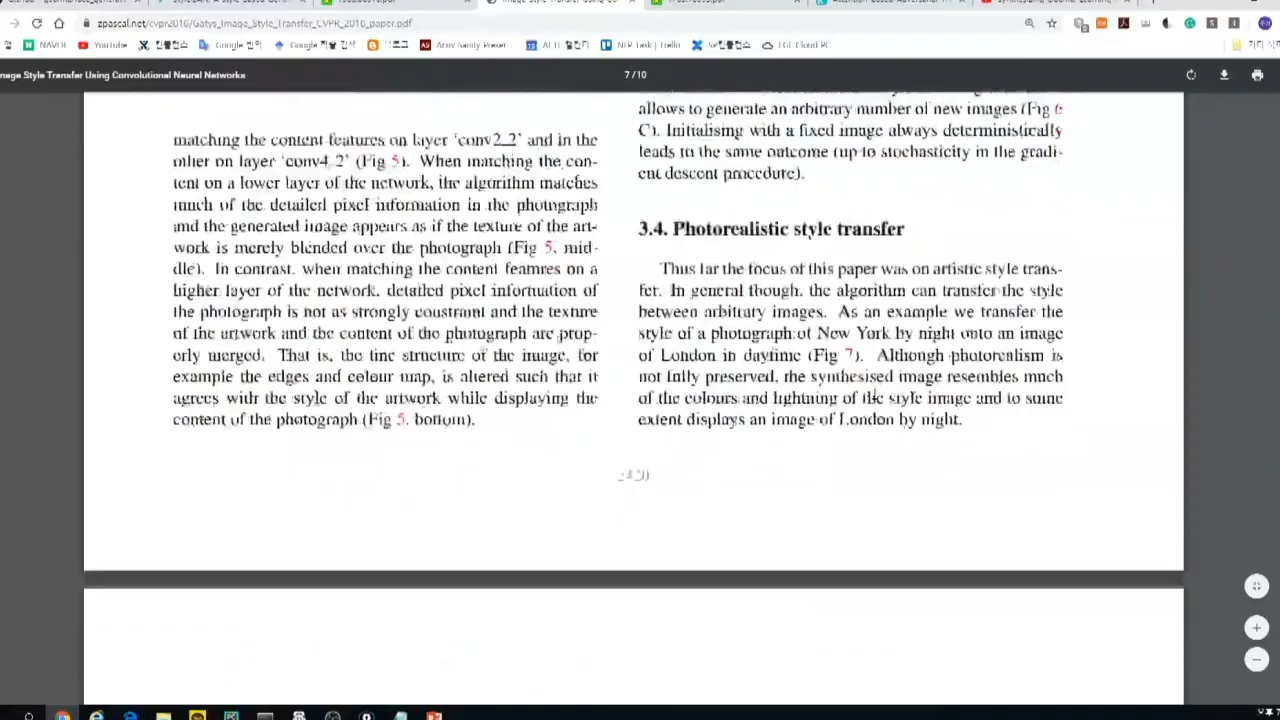 zpascal.net/cvpr2016/Gatys_Image_Style_Transfer_CVPR_2016_paper.pdf
NAVER
YouTube
Google
Google
LGE Cloud PC
mage Style Transfer Using Convolutional Neural Networks
7 / 10
matching the content features on layer 'conv2_2' and in the
other on layer 'conv4_2' (Fig 5). When matching the con-
tent on a lower layer of the network, the algorithm matches
much of the detailed pixel information in the photograph
and the generated image appears as if the texture of the art-
work is merely blended over the photograph (Fig 5, mid-
dle). In contrast, when matching the content features on a
higher layer of the network, detailed pixel information of
the photograph is not as strongly constraint and the texture
of the artwork and the content of the photograph are prop-
erly merged. That is, the fine structure of the image, for
example the edges and colour map, is altered such that it
agrees with the style of the artwork while displaying the
content of the photograph (Fig 5, bottom).
allows to generate an arbitrary number of new images (Fig 6
C). Initialising with a fixed image always deterministically
leads to the same outcome (up to stochasticity in the gradi-
ent descent procedure).
3.4. Photorealistic style transfer
Thus far the focus of this paper was on artistic style trans-
fer. In general though, the algorithm can transfer the style
between arbitrary images. As an example we transfer the
style of a photograph of New York by night onto an image
of London in daytime (Fig 7). Although photorealism is
not fully preserved, the synthesised image resembles much
of the colours and lightning of the style image and to some
extent displays an image of London by night.